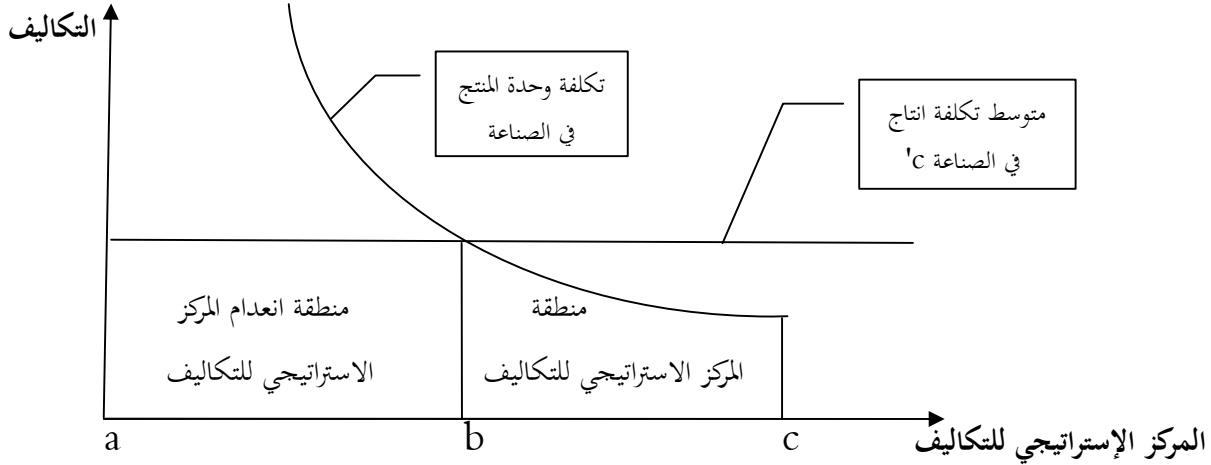 التكاليف
تكلفة وحدة المنتج
في الصناعة
متوسط تكلفة انتاج
في الصناعة c'
منطقة انعدام المركز
الاستراتيجي للتكاليف
منطقة
المركز الاستراتيجي للتكاليف
a
b
c
المركز الإستراتيجي للتكاليف